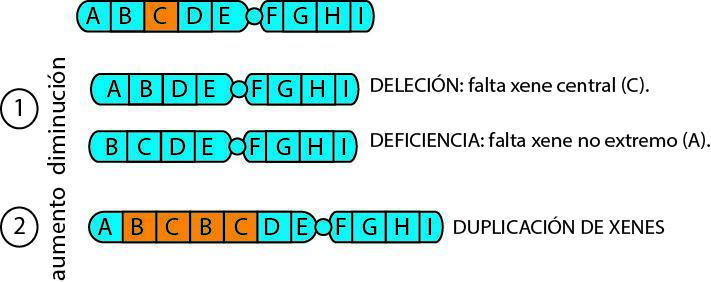 A B C D E F G H I
1
diminución
A B D E F G H I
DELECIÓN: falta xene central (C).
B C D E F G H I
DEFICIENCIA: falta xene no extremo (A).
2
aumento
A B C B C D E F G H I
DUPLICACIÓN DE XENES